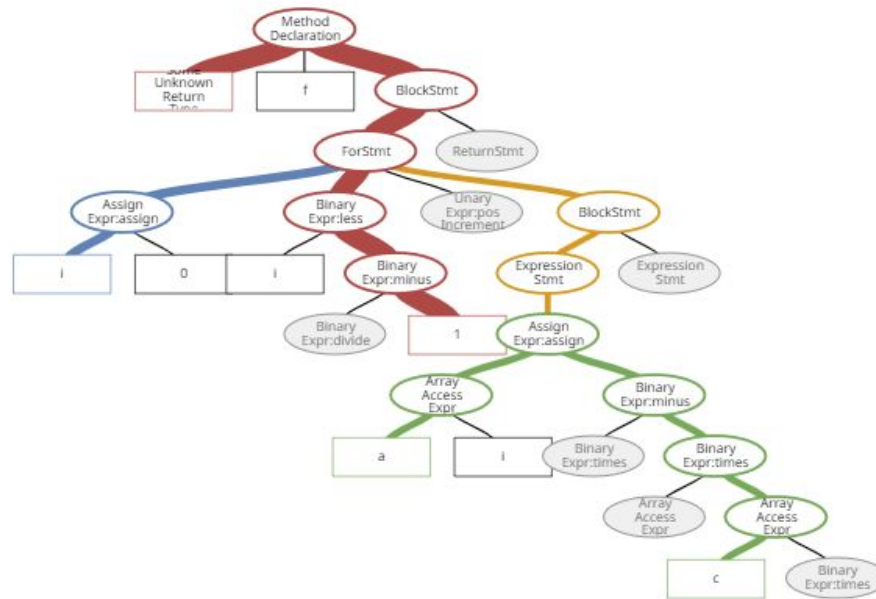 Method
Declaration
Some
Unknown
Return
Type
f
BlockStmt
ForStmt
ReturnStmt
Assign
Expr:assign
Binary
Expr:less
Unary
Expr:pos
Increment
BlockStmt
i
0
i
Binary
Expr:minus
Expression
Stmt
Expression
Stmt
Binary
Expr:divide
1
Assign
Expr:assign
Array
Access
Expr
Binary
Expr:minus
a
i
Binary
Expr:times
Binary
Expr:times
Array
Access
Expr
Array
Access
Expr
c
Binary
Expr:times